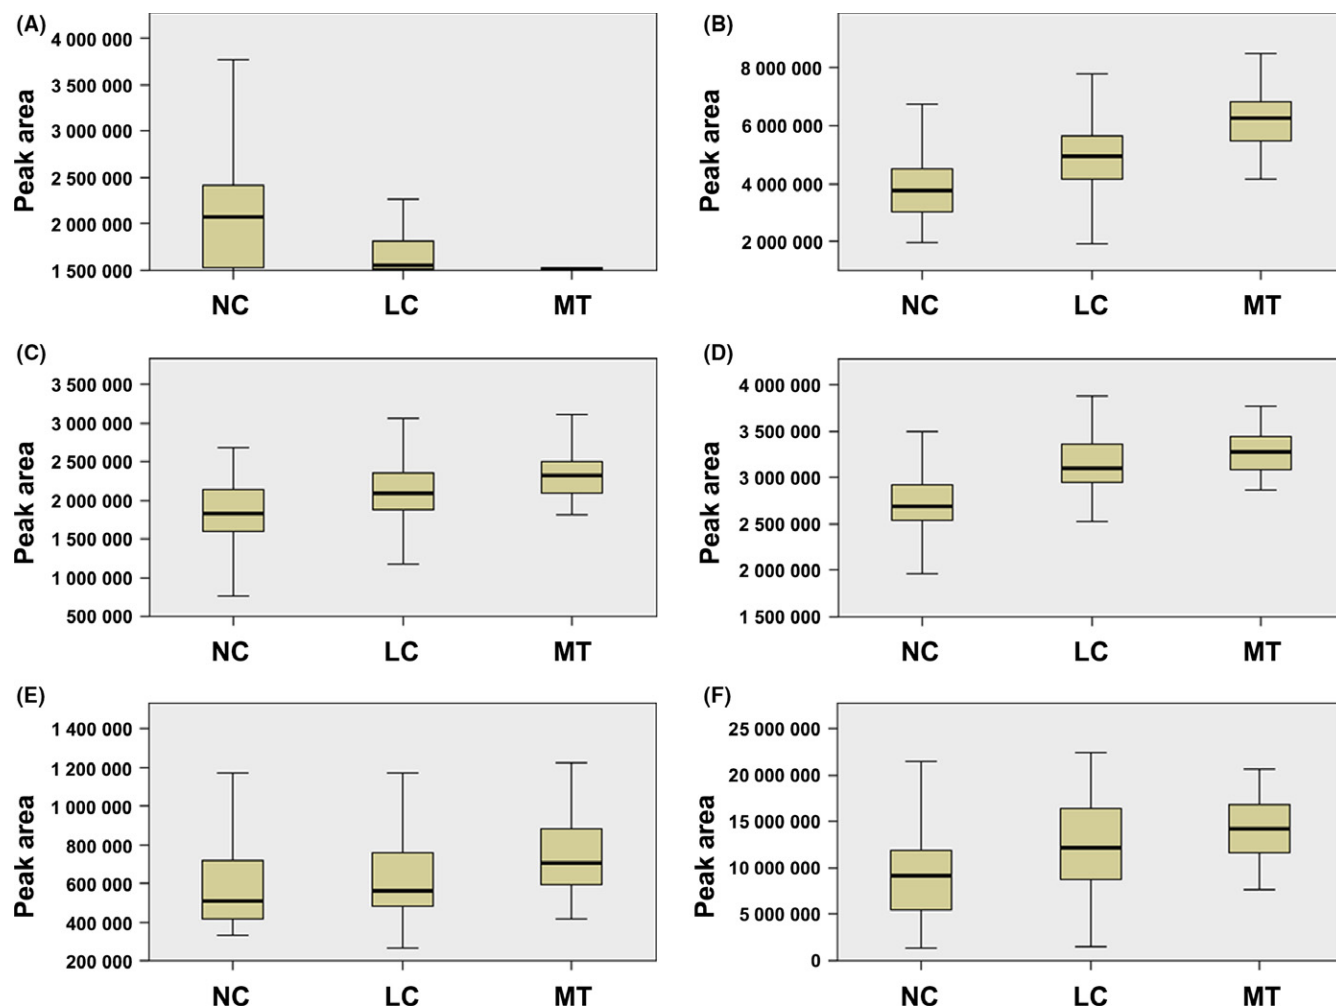 (A)
Peak area
4 000 000
3 500 000
3 000 000
2 500 000
2 000 000
1 500 000
NC LC MT
(B)
Peak area
8 000 000
6 000 000
4 000 000
2 000 000
NC LC MT
(C)
Peak area
3 500 000
3 000 000
2 500 000
2 000 000
1 500 000
1 000 000
500 000
NC LC MT
(D)
Peak area
4 000 000
3 500 000
3 000 000
2 500 000
2 000 000
1 500 000
NC LC MT
(E)
Peak area
1 400 000
1 200 000
1 000 000
800 000
600 000
400 000
200 000
NC LC MT
(F)
Peak area
25 000 000
20 000 000
15 000 000
10 000 000
5 000 000
0
NC LC MT